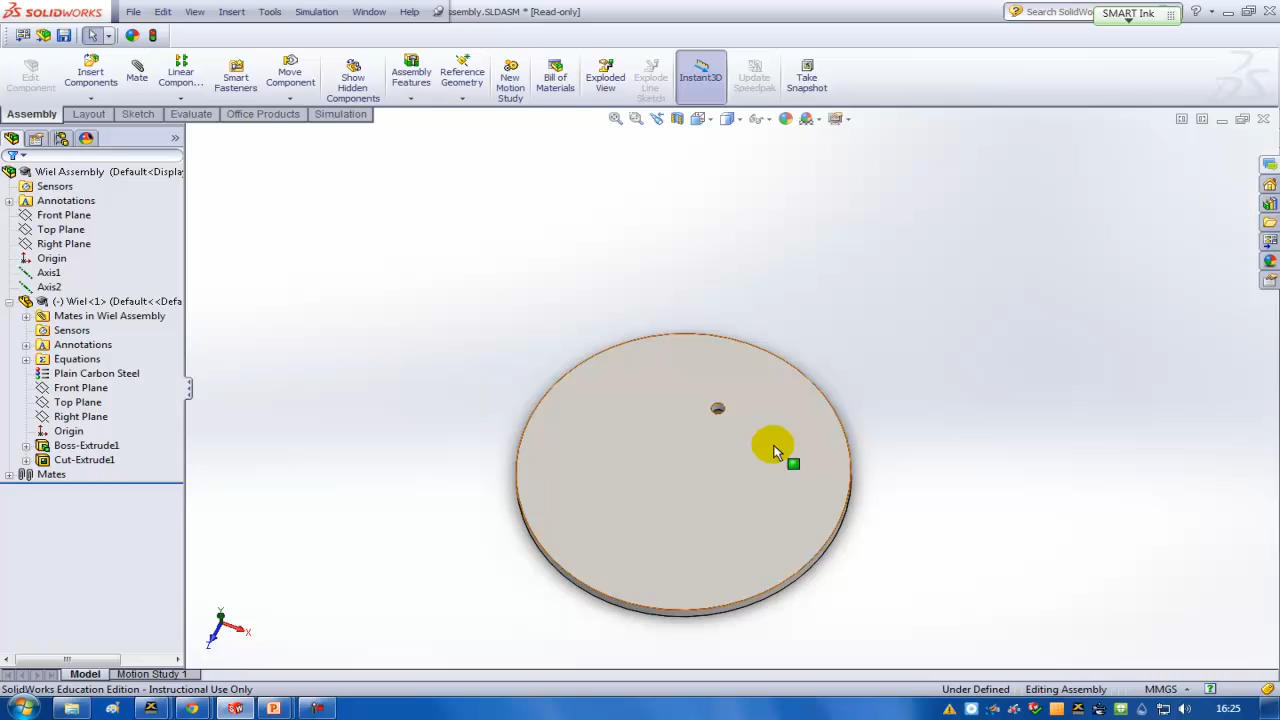 SOLIDWORKS File Edit View Insert Tools Simulation Window Help ssembly.SLDASM * [Read-only] Search SolidWo SMART Ink
Edit Component
Insert Components
Mate
Linear Compon...
Smart Fasteners
Move Component
Show Hidden Components
Assembly Features
Reference Geometry
New Motion Study
Bill of Materials
Exploded View
Explode Line Sketch
Instant3D
Update Speedpak
Take Snapshot
Assembly Layout Sketch Evaluate Office Products Simulation
Wiel Assembly (Default<Displa
Sensors
Annotations
Front Plane
Top Plane
Right Plane
Origin
Axis1
Axis2
(-) Wiel<1> (Default<<Defa
Mates in Wiel Assembly
Sensors
Annotations
Equations
Plain Carbon Steel
Front Plane
Top Plane
Right Plane
Origin
Boss-Extrude1
Cut-Extrude1
Mates
Y
X
Z
Model Motion Study 1
SolidWorks Education Edition - Instructional Use Only Under Defined Editing Assembly MMGS
16:25